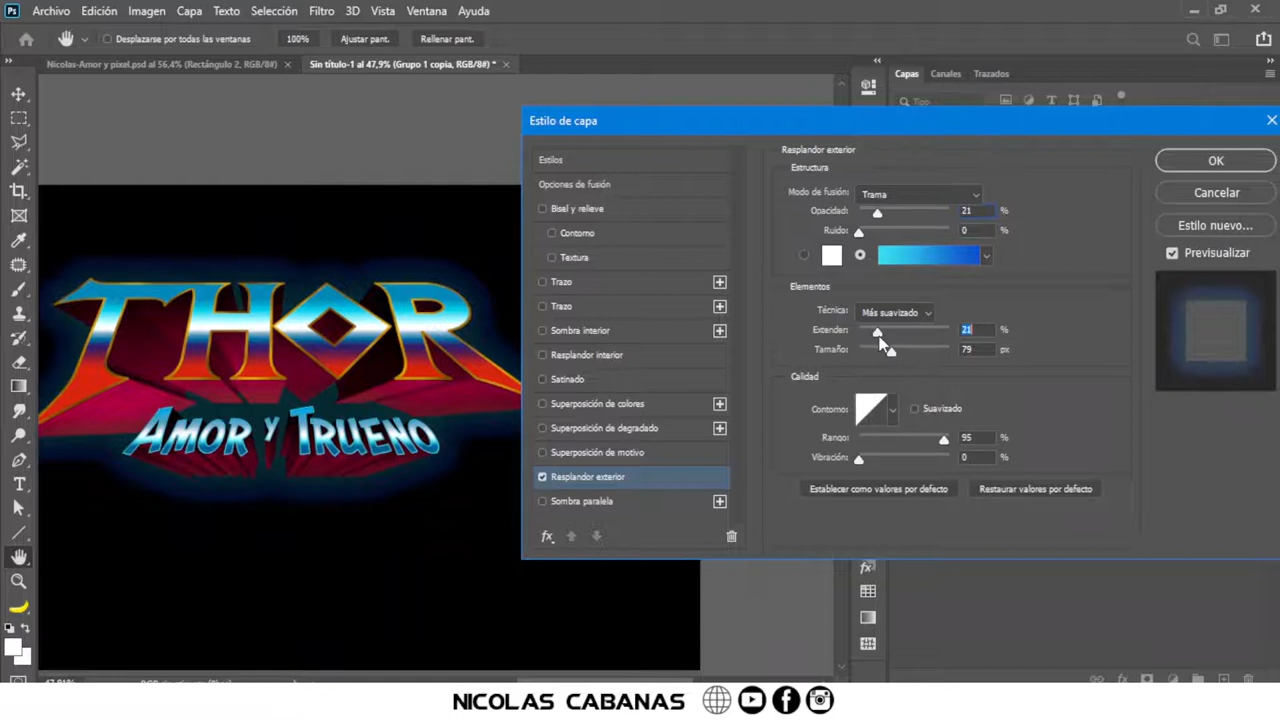 Ps Archivo Edición Imagen Capa Texto Selección Filtro 3D Vista Ventana Ayuda
Desplazarse por todas las ventanas 100% Ajustar pant. Rellenar pant.
Nicolas-Amor y pixel.psd al 56,4% (Rectángulo 2, RGB/8#) × Sin título-1 al 47,9% (Grupo 1 copia, RGB/8#) * ×
Capas Canales Trazados
Tipo
Estilo de capa
Estilos
Opciones de fusión
Bisel y relieve
Contorno
Textura
Trazo
Trazo
Sombra interior
Resplandor interior
Satinado
Superposición de colores
Superposición de degradado
Superposición de motivo
Resplandor exterior
Sombra paralela
fx
Resplandor exterior
Estructura
Modo de fusión: Trama
Opacidad: 21 %
Ruido: 0 %
Elementos
Técnica: Más suavizado
Extender: 21 %
Tamaño: 79 px
Calidad
Contorno: Suavizado
Rango: 95 %
Vibración: 0 %
Establecer como valores por defecto Restaurar valores por defecto
OK
Cancelar
Estilo nuevo...
Previsualizar
THOR
AMOR Y TRUENO
NICOLAS CABANAS